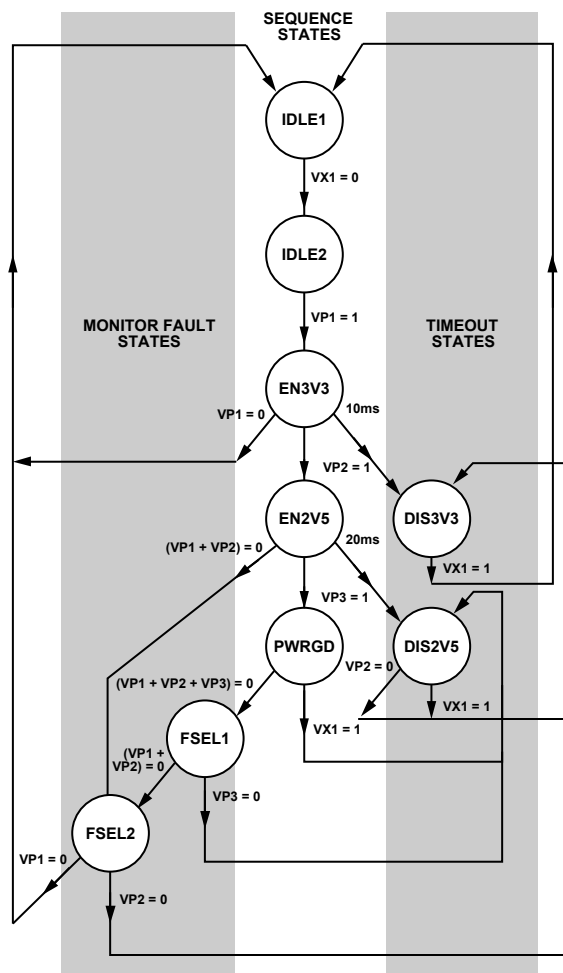 SEQUENCE
STATES
IDLE1
VX1 = 0
IDLE2
VP1 = 1
MONITOR FAULT
STATES
TIMEOUT
STATES
EN3V3
VP1 = 0
10ms
VP2 = 1
EN2V5
DIS3V3
(VP1 + VP2) = 0
20ms
VX1 = 1
VP3 = 1
PWRGD
DIS2V5
VP2 = 0
(VP1 + VP2 + VP3) = 0
VX1 = 1
VX1 = 1
FSEL1
(VP1 +
VP2) = 0
VP3 = 0
FSEL2
VP1 = 0
VP2 = 0